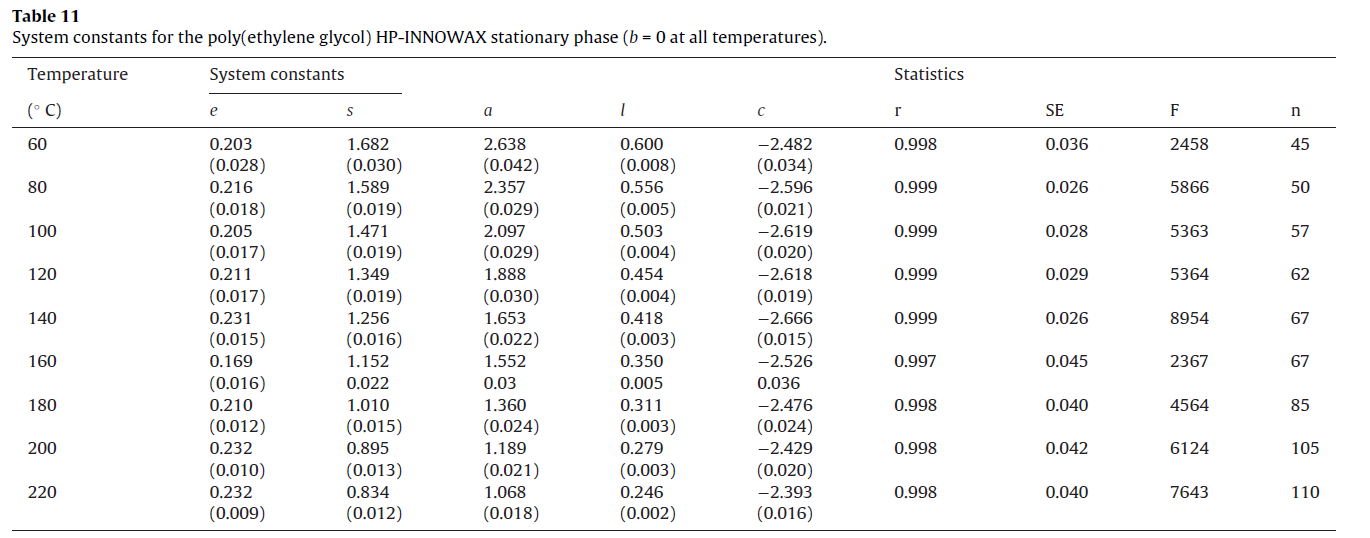 Table 11
System constants for the poly(ethylene glycol) HP-INNOWAX stationary phase (b = 0 at all temperatures).
Temperature System constants Statistics
(° C) e s a l c r SE F n
60 0.203 1.682 2.638 0.600 −2.482 0.998 0.036 2458 45
(0.028) (0.030) (0.042) (0.008) (0.034)
80 0.216 1.589 2.357 0.556 −2.596 0.999 0.026 5866 50
(0.018) (0.019) (0.029) (0.005) (0.021)
100 0.205 1.471 2.097 0.503 −2.619 0.999 0.028 5363 57
(0.017) (0.019) (0.029) (0.004) (0.020)
120 0.211 1.349 1.888 0.454 −2.618 0.999 0.029 5364 62
(0.017) (0.019) (0.030) (0.004) (0.019)
140 0.231 1.256 1.653 0.418 −2.666 0.999 0.026 8954 67
(0.015) (0.016) (0.022) (0.003) (0.015)
160 0.169 1.152 1.552 0.350 −2.526 0.997 0.045 2367 67
(0.016) 0.022 0.03 0.005 0.036
180 0.210 1.010 1.360 0.311 −2.476 0.998 0.040 4564 85
(0.012) (0.015) (0.024) (0.003) (0.024)
200 0.232 0.895 1.189 0.279 −2.429 0.998 0.042 6124 105
(0.010) (0.013) (0.021) (0.003) (0.020)
220 0.232 0.834 1.068 0.246 −2.393 0.998 0.040 7643 110
(0.009) (0.012) (0.018) (0.002) (0.016)